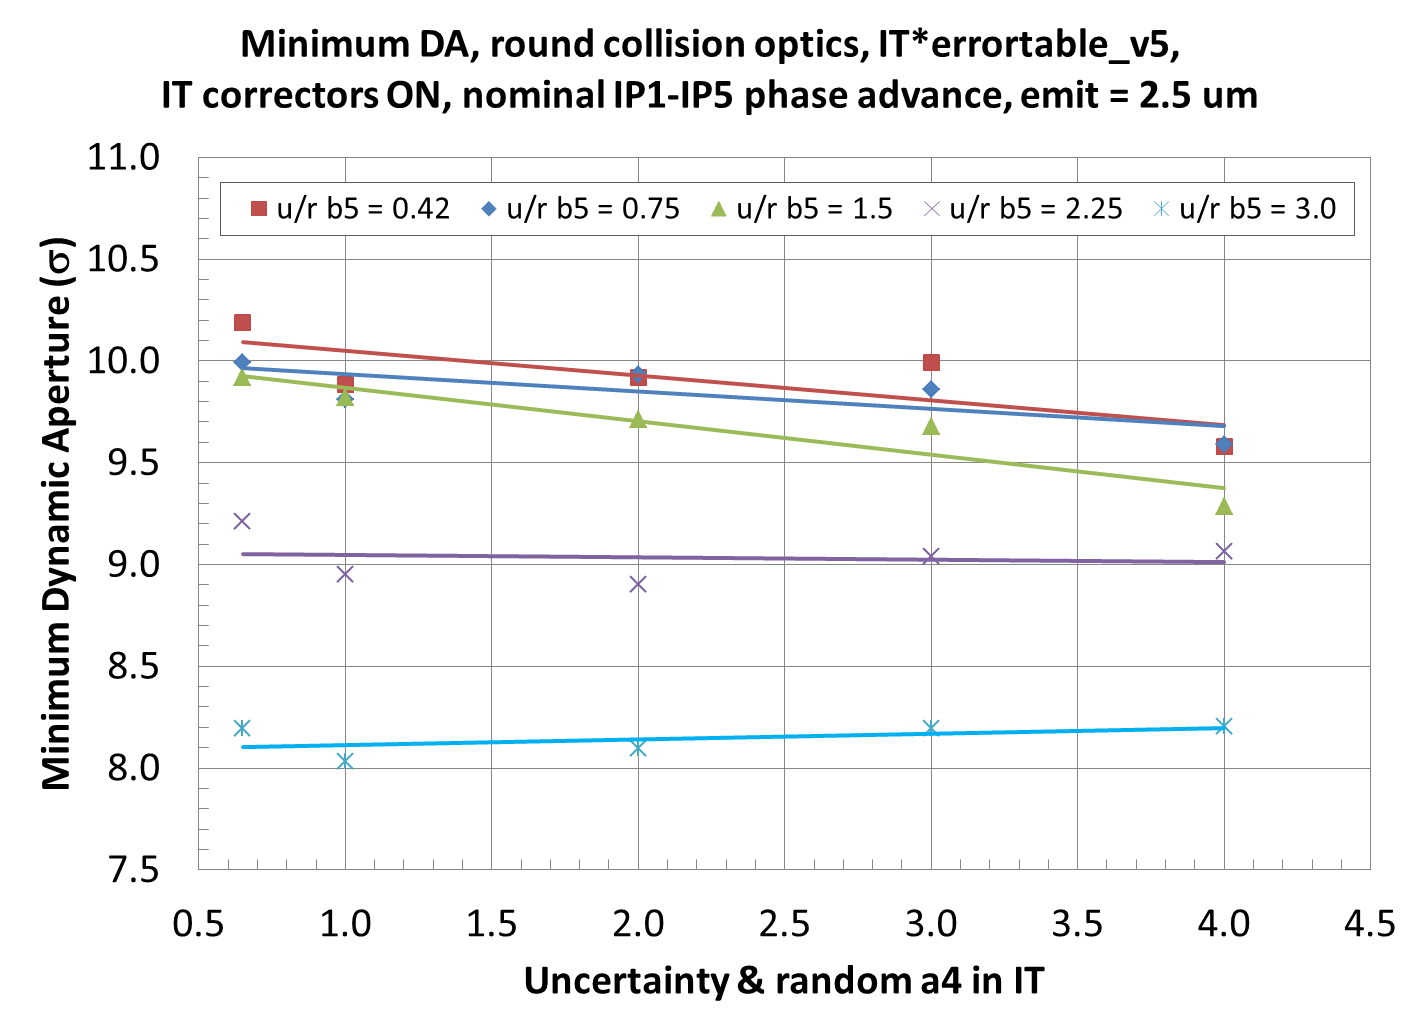 Minimum DA, round collision optics, IT*errortable_v5,
IT correctors ON, nominal IP1-IP5 phase advance, emit = 2.5 um
11.0
u/r b5 = 0.42 u/r b5 = 0.75 u/r b5 = 1.5 u/r b5 = 2.25 u/r b5 = 3.0
10.5
10.0
9.5
9.0
8.5
8.0
7.5
Minimum Dynamic Aperture (σ)
0.5 1.0 1.5 2.0 2.5 3.0 3.5 4.0 4.5
Uncertainty & random a4 in IT